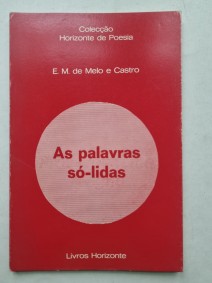 Colecção
Horizonte de Poesia
E. M. de Melo e Castro
As palavras
só-lidas
Livros Horizonte